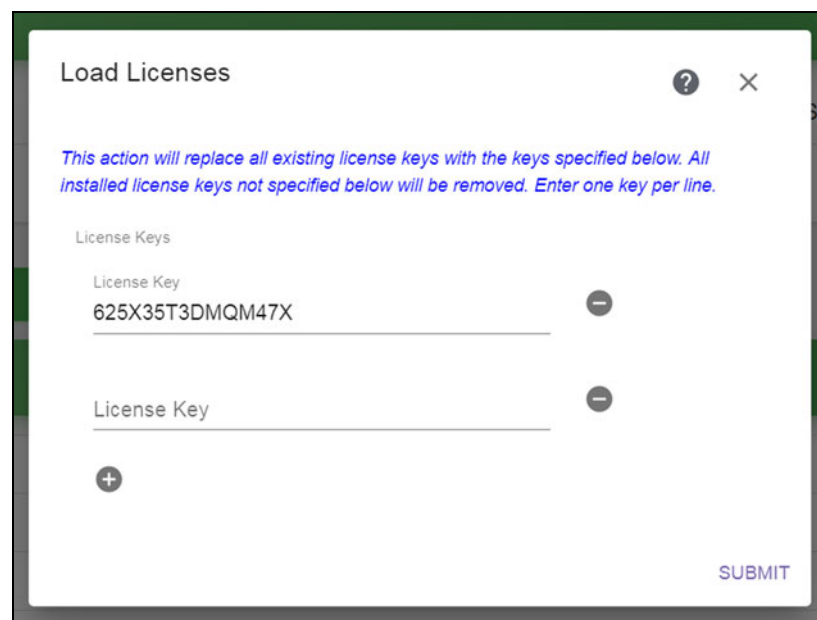 Load Licenses
This action will replace all existing license keys with the keys specified below. All
installed license keys not specified below will be removed. Enter one key per line.
License Keys
License Key
625X35T3DMQM47X
License Key
SUBMIT